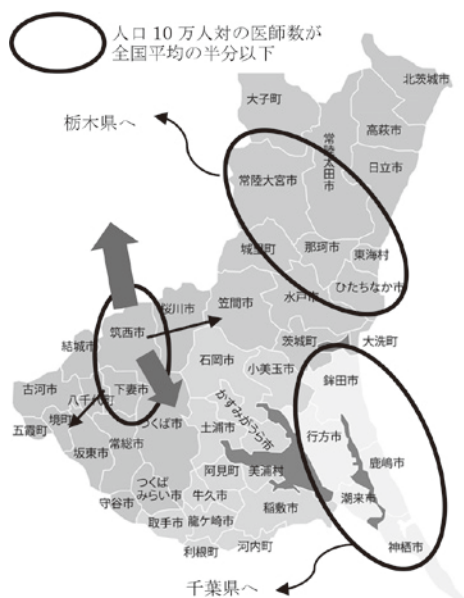 人口 10 万人対の医師数が
全国平均の半分以下
北茨城市
大子町
高萩市
栃木県へ
常陸太田市
日立市
常陸大宮市
那珂市
城里町
東海村
ひたちなか市
水戸市
笠間市
桜川市
筑西市
茨城町
大洗町
結城市
石岡市
小美玉市
鉾田市
古河市
八千代町
下妻市
かすみがうら市
境町
つくば市
土浦市
行方市
五霞町
常総市
坂東市
鹿嶋市
阿見町
美浦村
つくば
みらい市
牛久市
潮来市
守谷市
稲敷市
取手市
龍ケ崎市
神栖市
利根町
河内町
千葉県へ